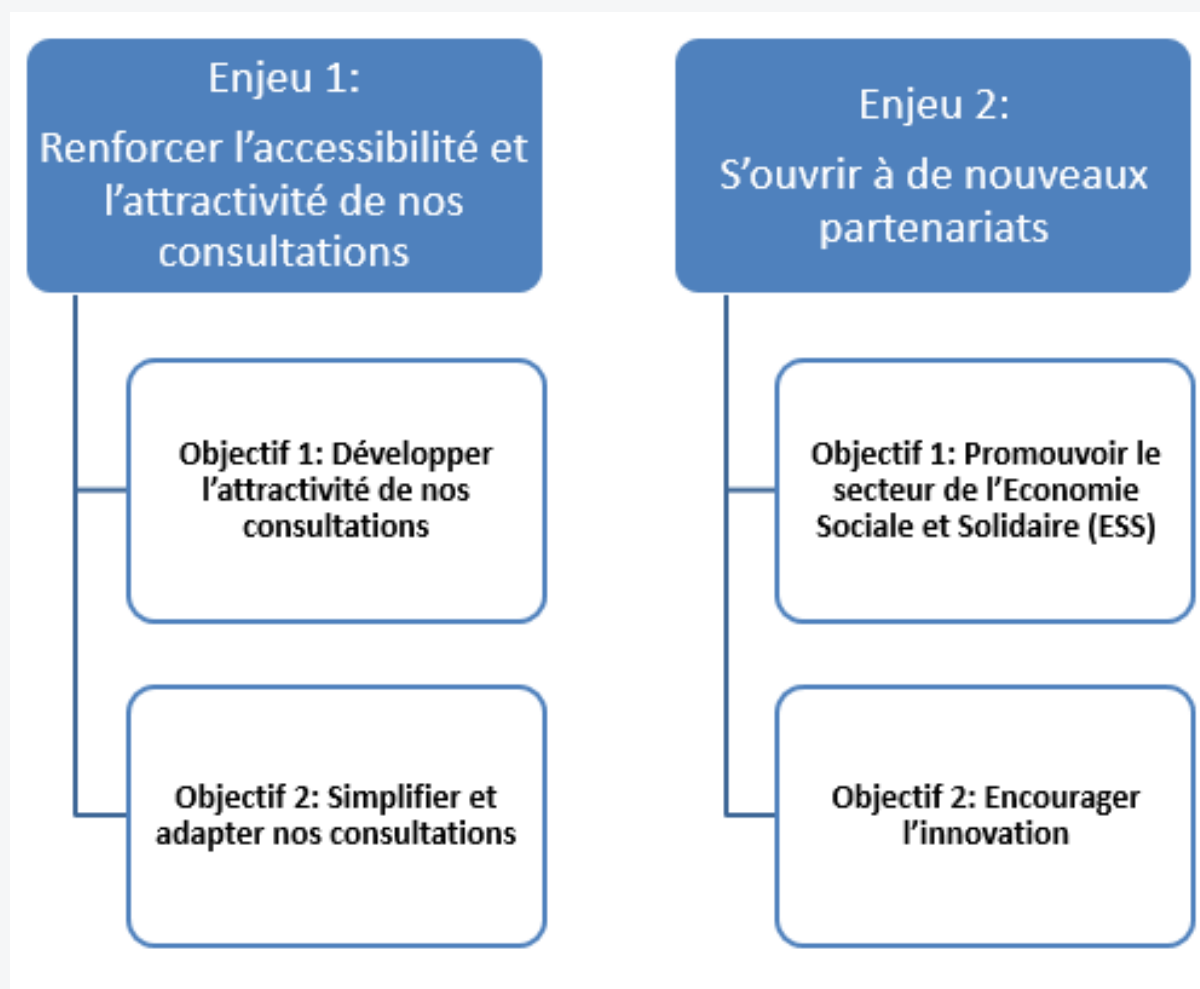 Enjeu 1:
Renforcer l’accessibilité et
l’attractivité de nos
consultations
Objectif 1: Développer
l’attractivité de nos
consultations
Objectif 2: Simplifier et
adapter nos consultations
Enjeu 2:
S’ouvrir à de nouveaux
partenariats
Objectif 1: Promouvoir le
secteur de l’Economie
Sociale et Solidaire (ESS)
Objectif 2: Encourager
l’innovation